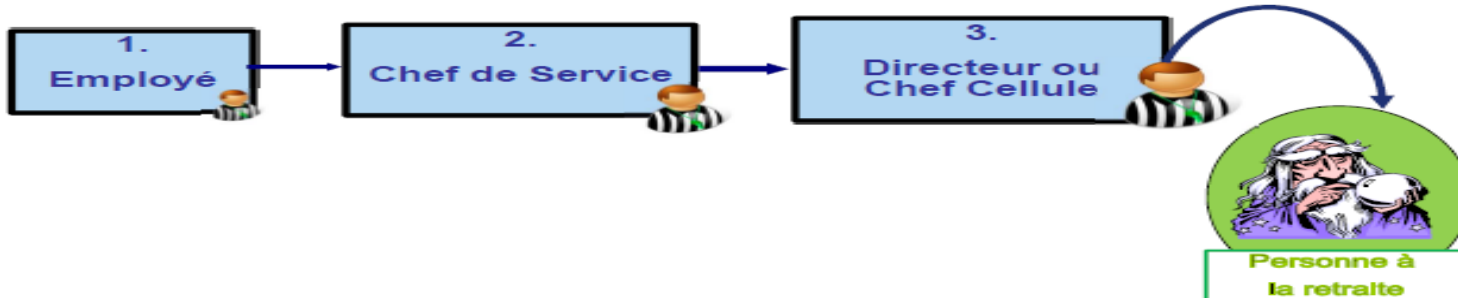 1.
Employé
2.
Chef de Service
3.
Directeur ou
Chef Cellule
Personne à
la retraite